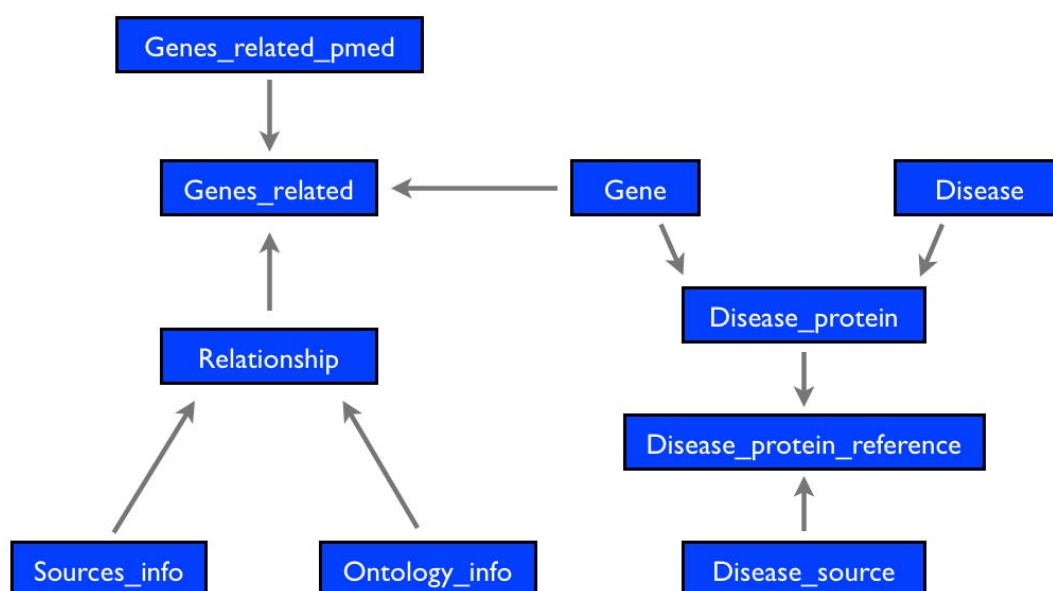 Genes_related_pmed
Genes_related
Gene
Disease
Disease_protein
Relationship
Disease_protein_reference
Sources_info
Ontology_info
Disease_source